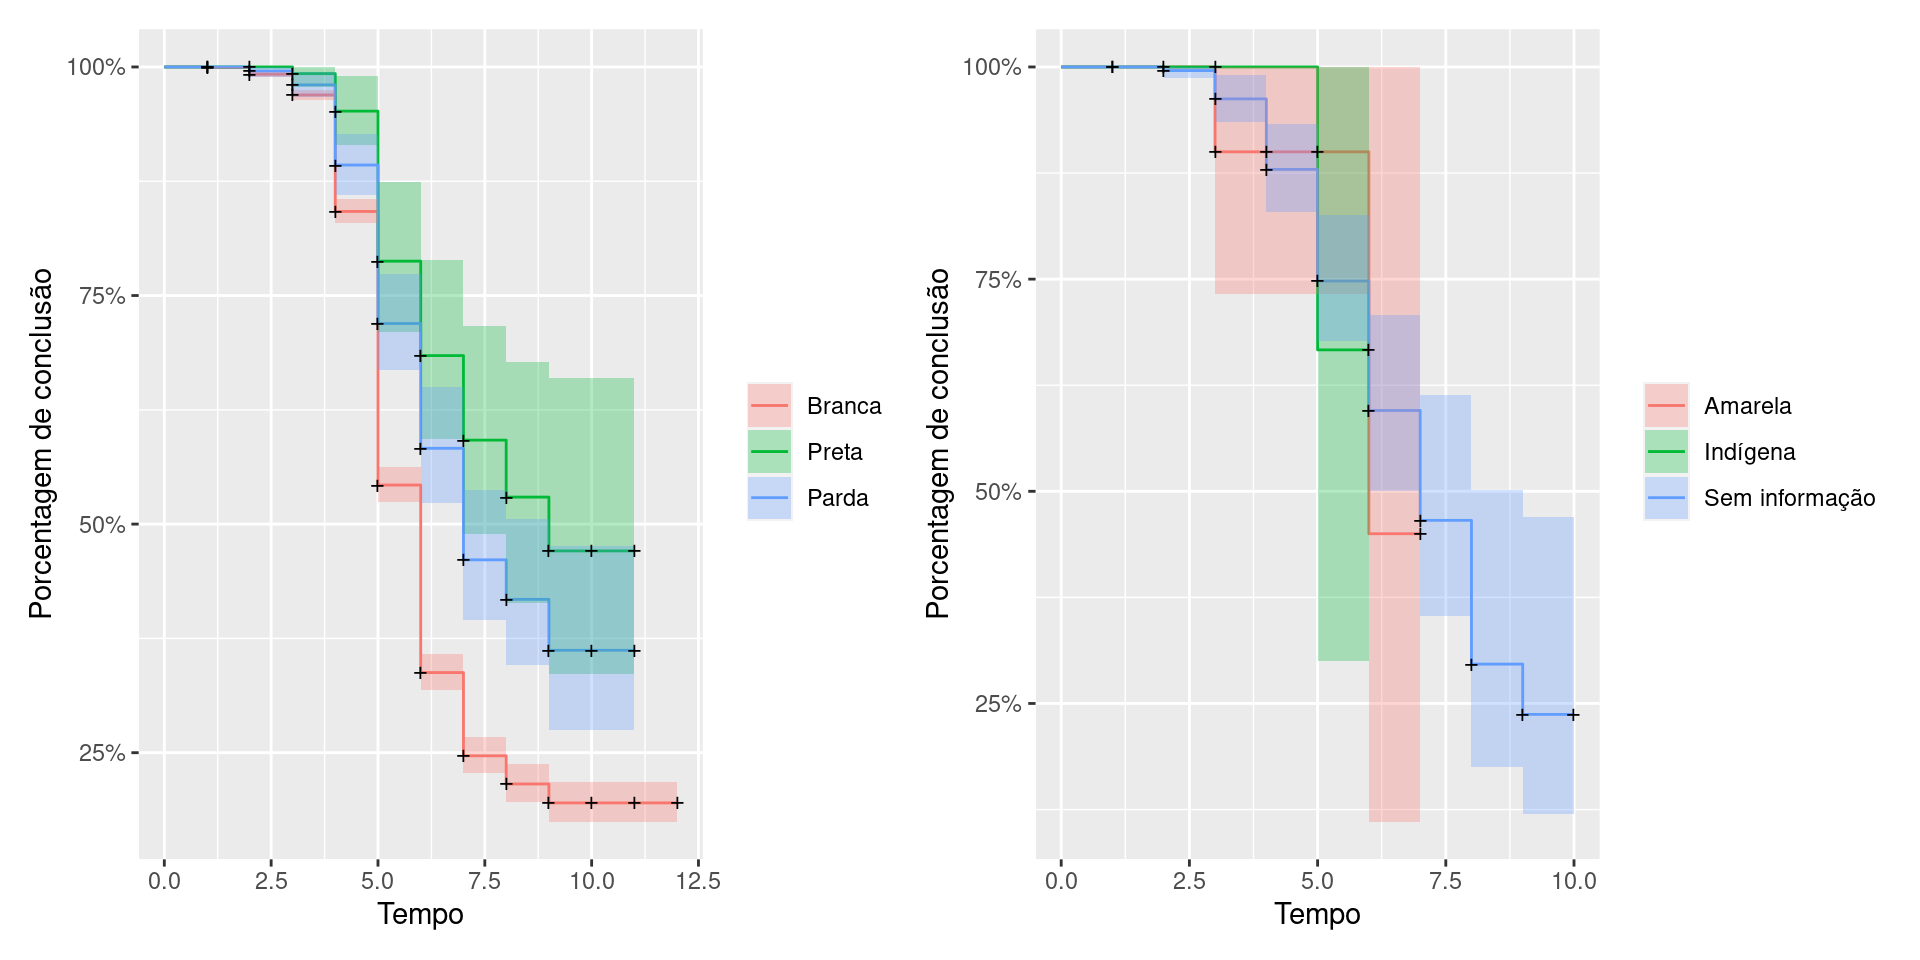 Porcentagem de conclusão
100%
75%
50%
25%
0.0 2.5 5.0 7.5 10.0 12.5
Tempo
Branca
Preta
Parda
Porcentagem de conclusão
100%
75%
50%
25%
0.0 2.5 5.0 7.5 10.0
Tempo
Amarela
Indígena
Sem informação